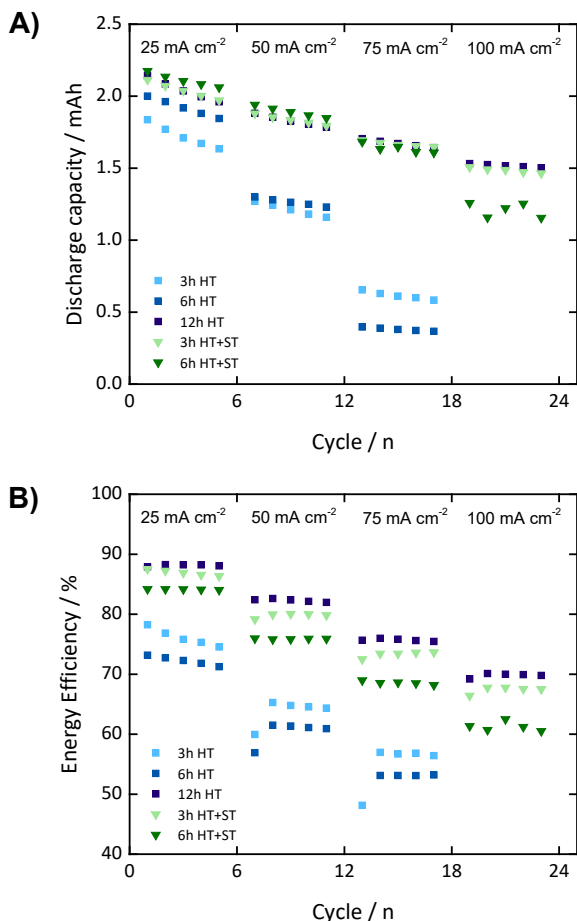 A)
25 mA cm⁻² 50 mA cm⁻² 75 mA cm⁻² 100 mA cm⁻²
2.5
2.0
1.5
1.0
0.5
0.0
Discharge capacity / mAh
3h HT
6h HT
12h HT
3h HT+ST
6h HT+ST
0 6 12 18 24
Cycle / n
B)
25 mA cm⁻² 50 mA cm⁻² 75 mA cm⁻² 100 mA cm⁻²
100
90
80
70
60
50
40
Energy Efficiency / %
3h HT
6h HT
12h HT
3h HT+ST
6h HT+ST
0 6 12 18 24
Cycle / n